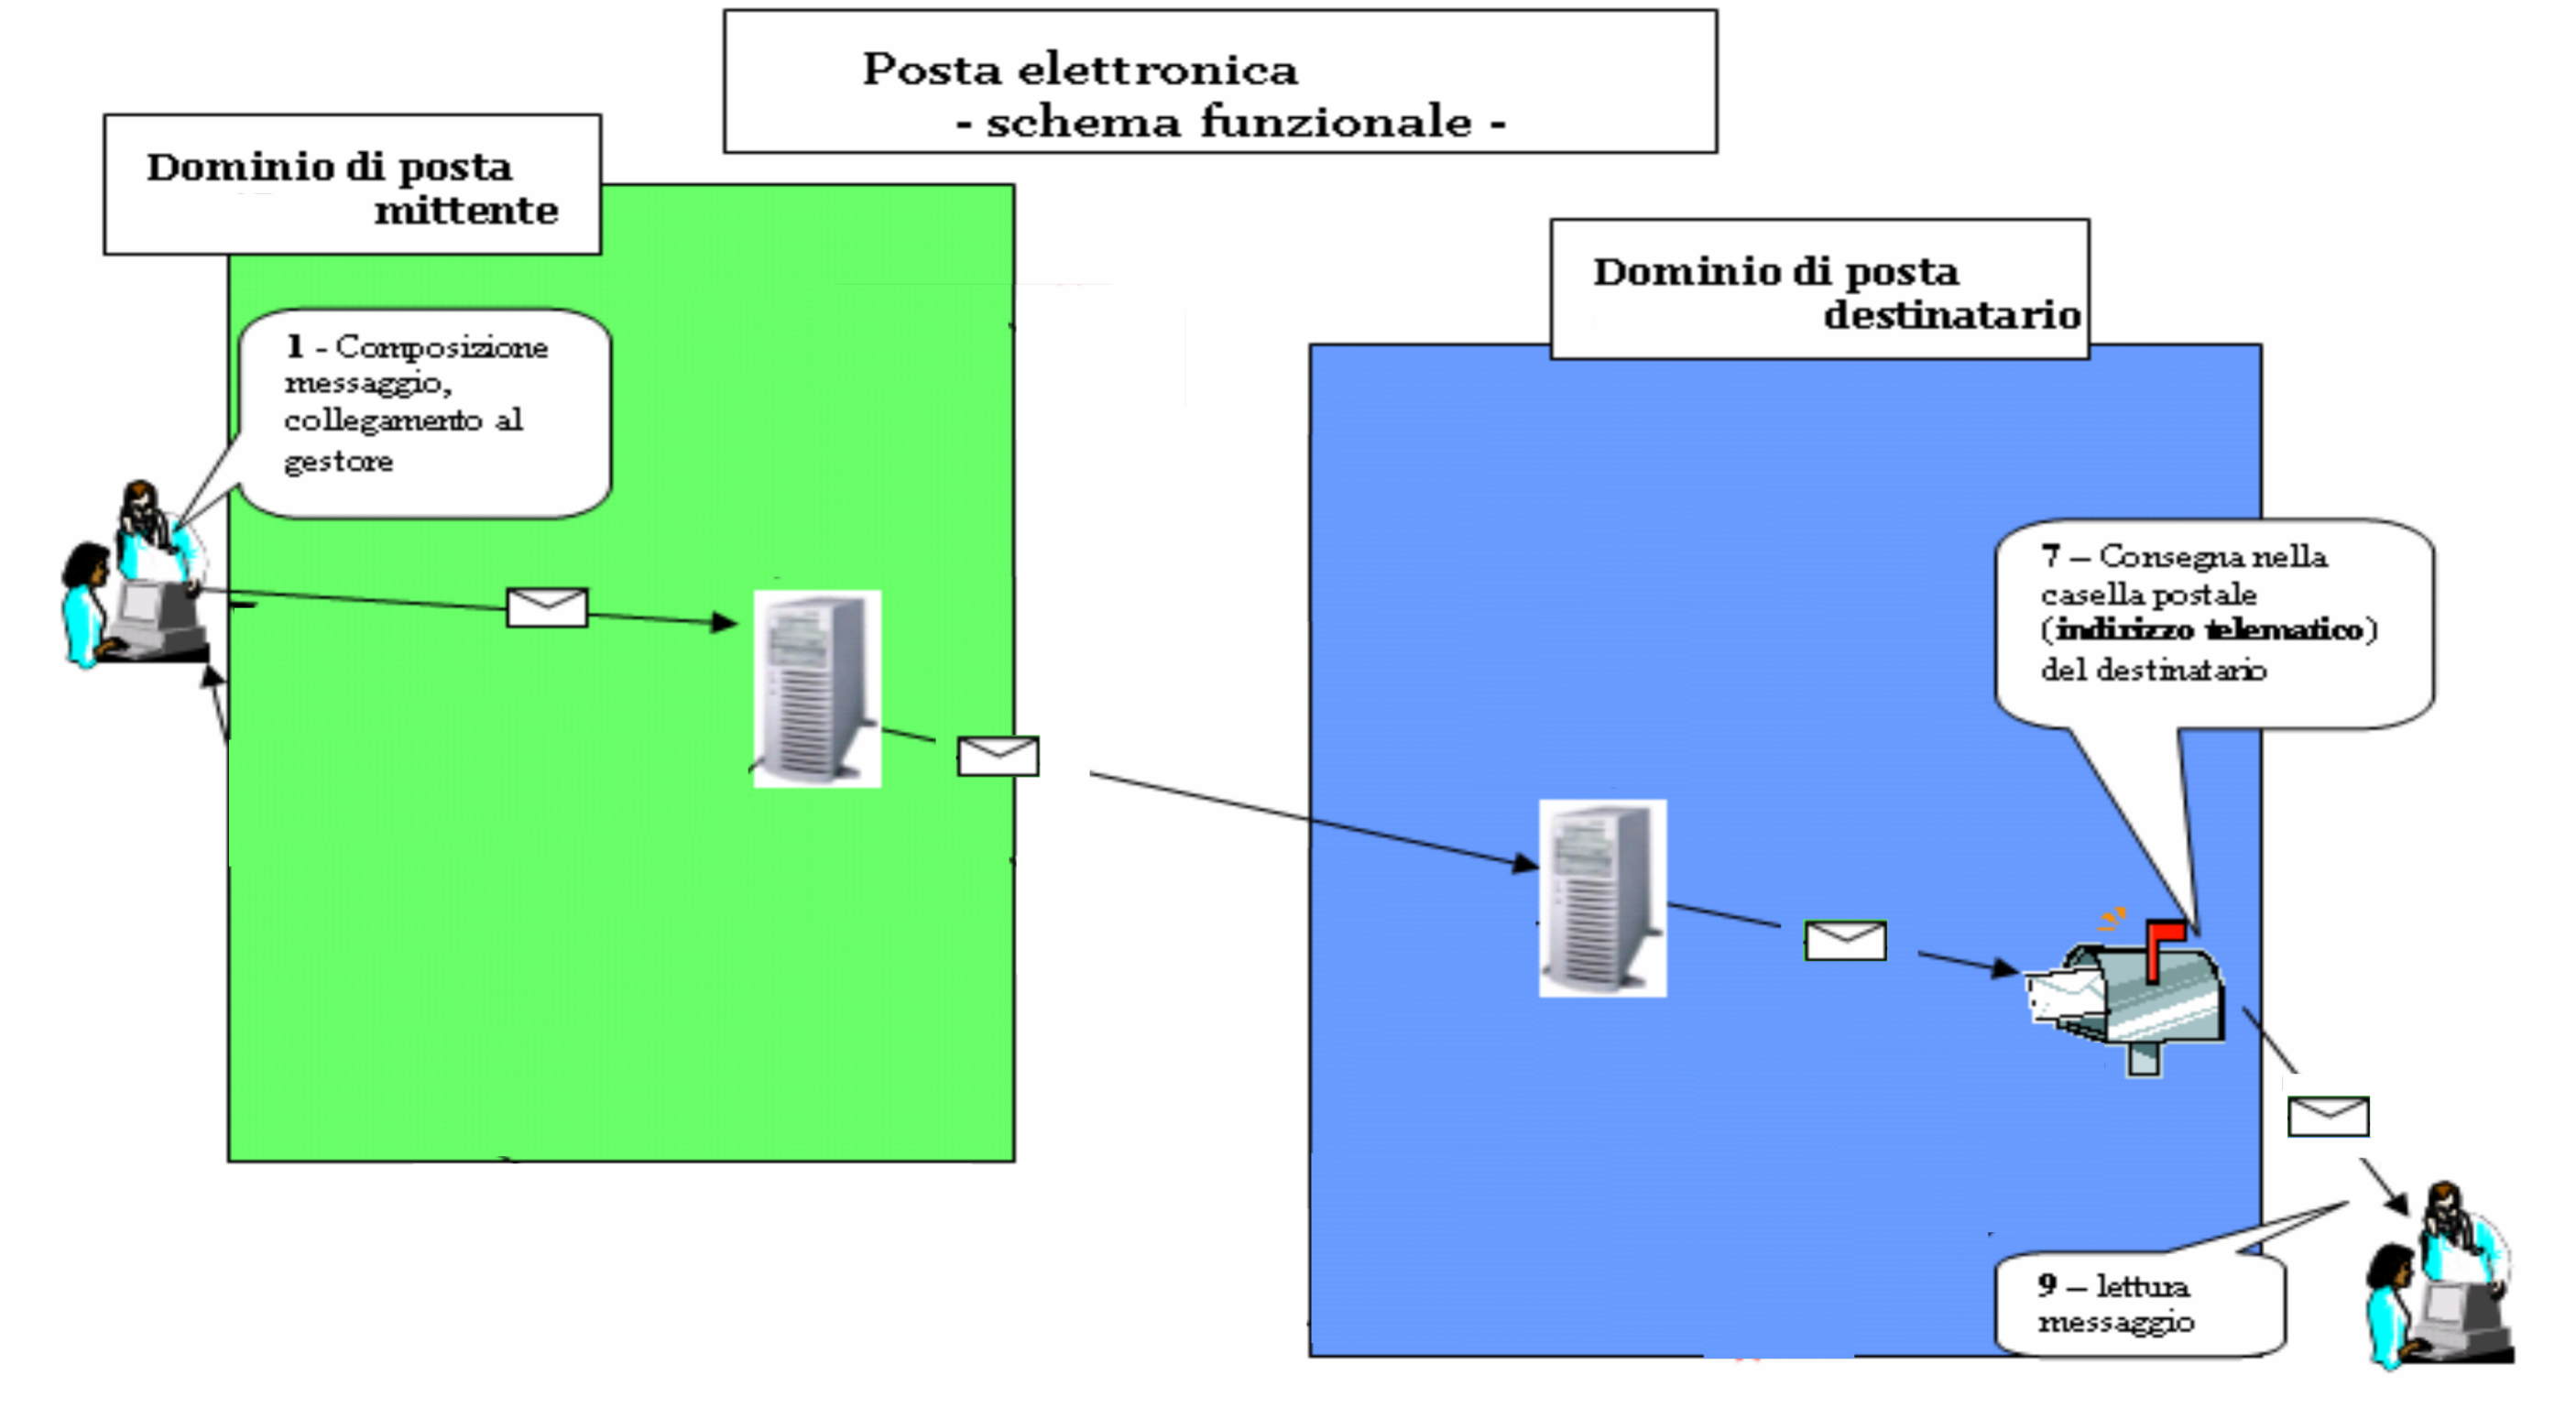 Posta elettronica
- schema funzionale -
Dominio di posta
mittente
Dominio di posta
destinatario
1 - Composizione
messaggio,
collegamento al
gestore
7 – Consegna nella
casella postale
(indirizzo telematico)
del destinatario
9 – lettura
messaggio